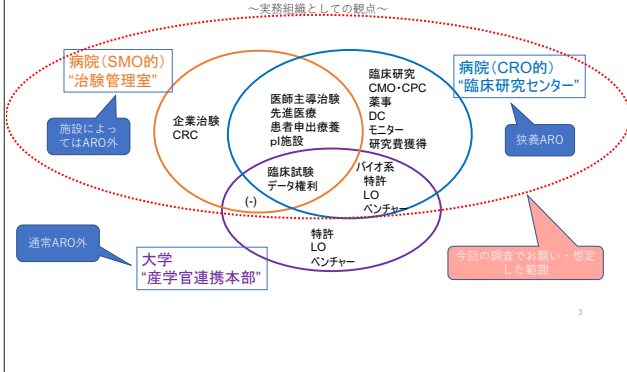 ～実務組織としての観点～
病院（SMO的）
“治験管理室”
病院（CRO的）
“臨床研究センター”
施設によっ
てはARO外
企業治験
CRC
医師主導治験
先進医療
患者申出療養
pI施設
臨床研究
CMO・CPC
薬事
DC
モニター
研究費獲得
狭義ARO
臨床試験
データ権利
(-)
バイオ系
特許
LO
ベンチャー
通常ARO外
大学
“産学官連携本部”
特許
LO
ベンチャー
今回の調査でお願い・想定
した範囲
3